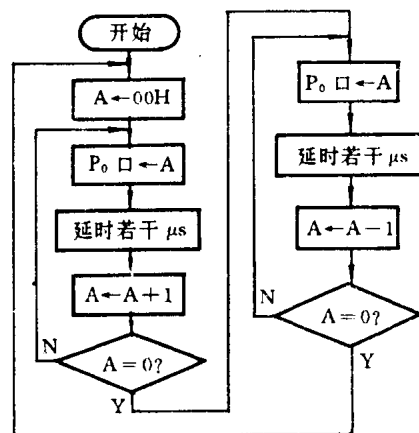 开始
A←00H
P₀ 口←A
延时若干 μs
A←A+1
N
A=0?
Y
P₀ 口←A
延时若干 μs
A←A-1
N
A=0?
Y